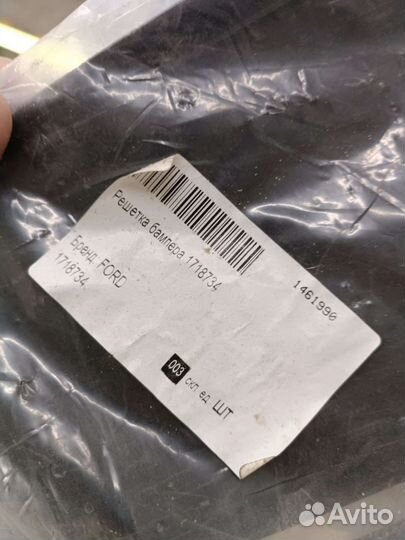 Решетка бампера 1718734
1461990
Бренд FORD
1718734
003 скл ед ШТ
Avito